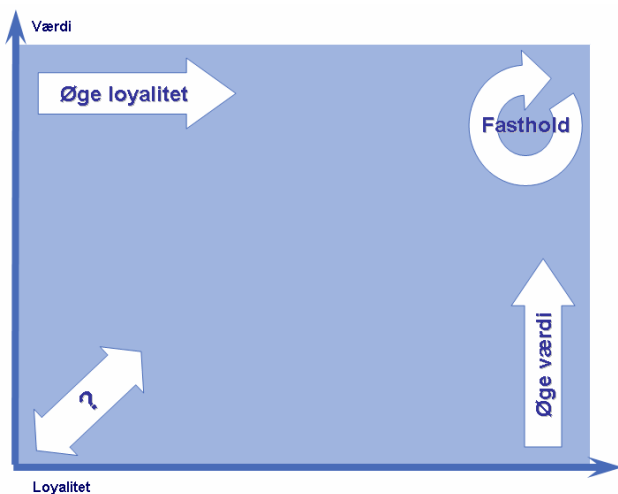 Værdi
Øge loyalitet
Fasthold
Øge værdi
?
Loyalitet